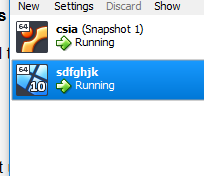 New Settings Discard Show
64
csia (Snapshot 1)
Running
64
10
sdfghjk
Running